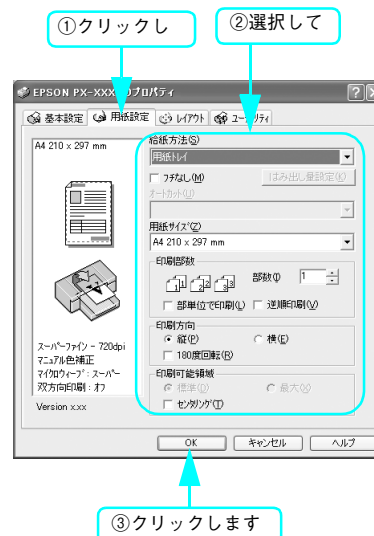 ①クリックし
②選択して
EPSON PX-XXXのプロパティ
基本設定 用紙設定 レイアウト ユーティリティ
A4 210 x 297 mm
給紙方法(S)
用紙トレイ
フチなし(M) はみ出し量設定(K)
オートカット(U)
用紙サイズ(Z)
A4 210 x 297 mm
印刷部数
部数(I) 1
部単位で印刷(L) 逆順印刷(V)
印刷方向
縦(P) 横(E)
180度回転(R)
印刷可能領域
標準(D) 最大(X)
センタリング(T)
スーパーファイン - 720dpi
マニュアル色補正
マイクロウィーブ : スーパー
双方向印刷 : オフ
Version x.xx
OK キャンセル ヘルプ
③クリックします